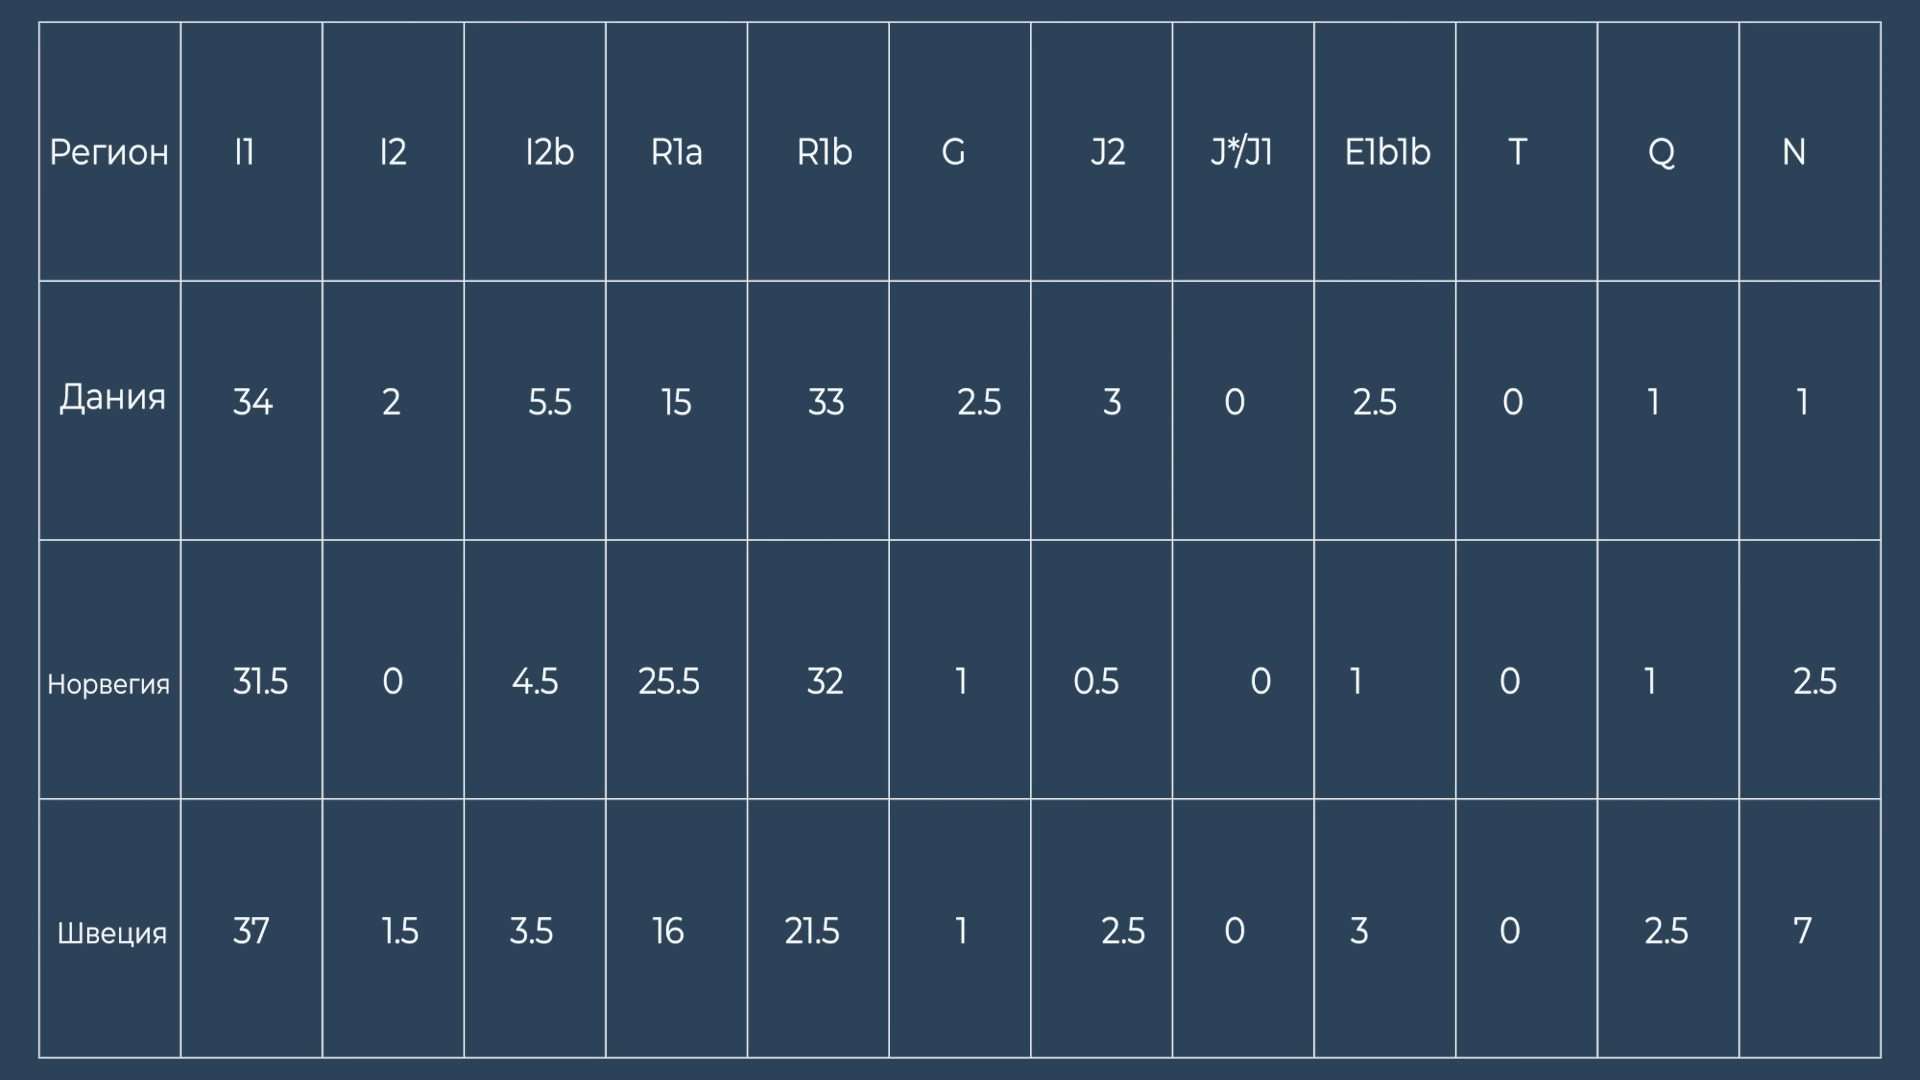 Регион I1 I2 I2b R1a R1b G J2 J*/J1 E1b1b T Q N
Дания 34 2 5.5 15 33 2.5 3 0 2.5 0 1 1
Норвегия 31.5 0 4.5 25.5 32 1 0.5 0 1 0 1 2.5
Швеция 37 1.5 3.5 16 21.5 1 2.5 0 3 0 2.5 7